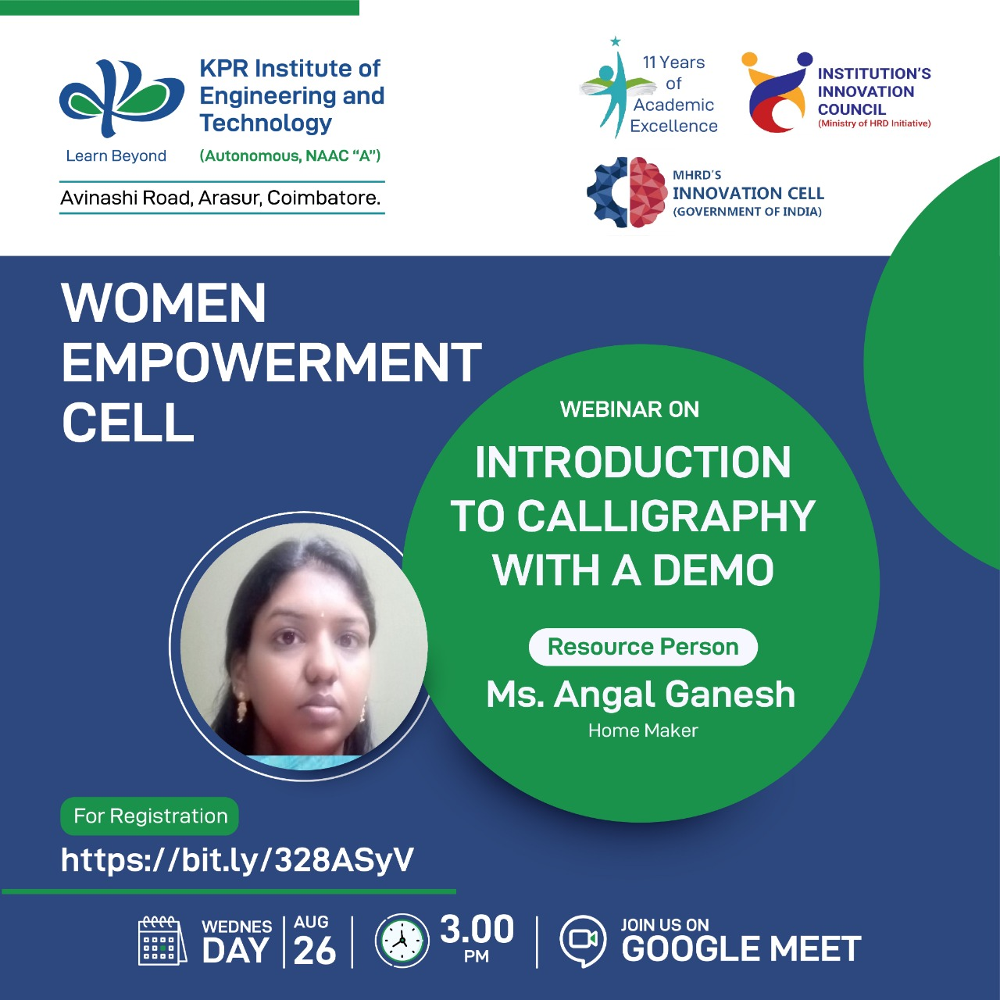 KPR Institute of
Engineering and
Technology
Learn Beyond
(Autonomous, NAAC “A”)
Avinashi Road, Arasur, Coimbatore.
11 Years
of
Academic
Excellence
INSTITUTION'S
INNOVATION
COUNCIL
(Ministry of HRD Initiative)
MHRD'S
INNOVATION CELL
(GOVERNMENT OF INDIA)
WOMEN
EMPOWERMENT
CELL
WEBINAR ON
INTRODUCTION
TO CALLIGRAPHY
WITH A DEMO
Resource Person
Ms. Angal Ganesh
Home Maker
For Registration
https://bit.ly/328ASyV
WEDNES
DAY
AUG
26
3.00
PM
JOIN US ON
GOOGLE MEET